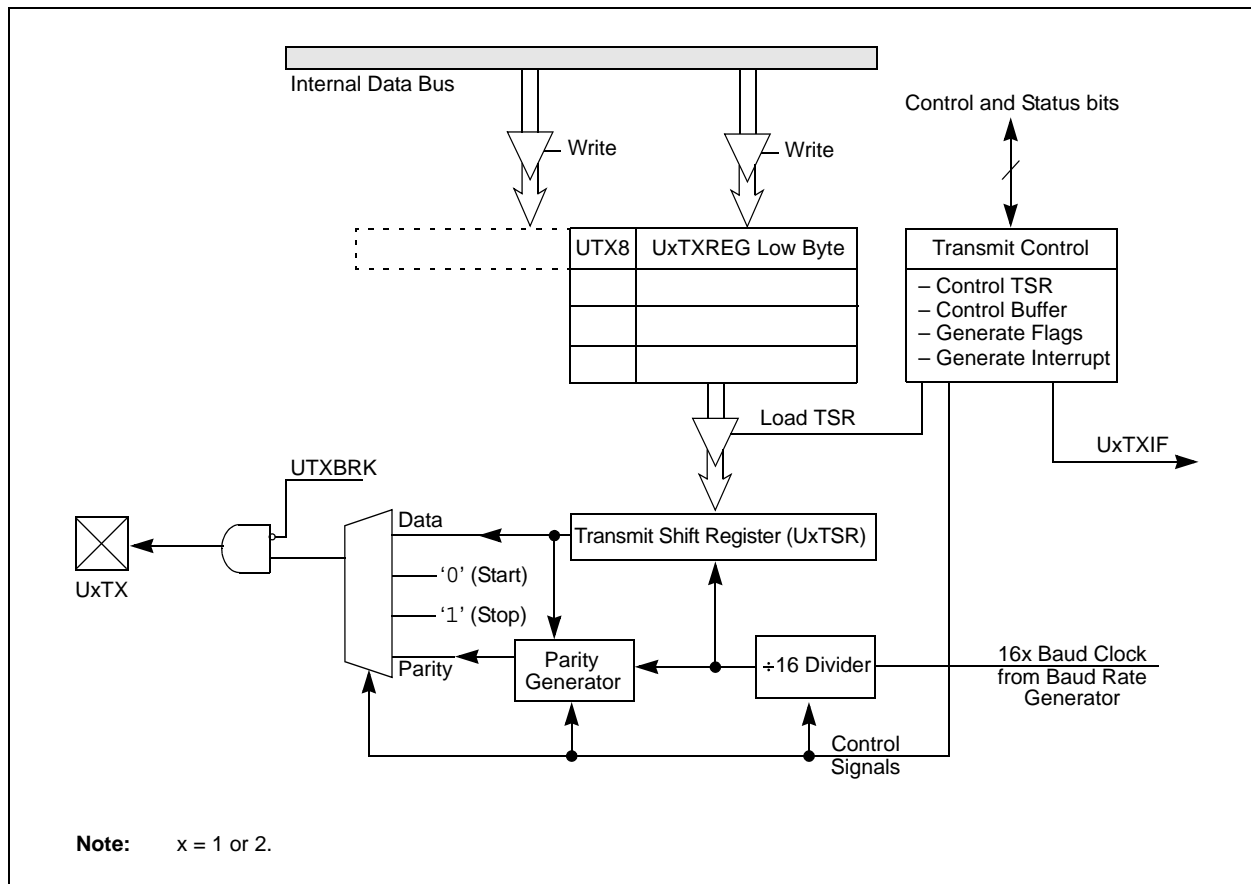 Internal Data Bus
Control and Status bits
Write
Write
UTX8
UxTXREG Low Byte
Transmit Control
– Control TSR
– Control Buffer
– Generate Flags
– Generate Interrupt
Load TSR
UxTXIF
UTXBRK
Data
Transmit Shift Register (UxTSR)
UxTX
‘0’ (Start)
‘1’ (Stop)
Parity
Parity
Generator
÷16 Divider
16x Baud Clock
from Baud Rate
Generator
Control
Signals
Note: x = 1 or 2.